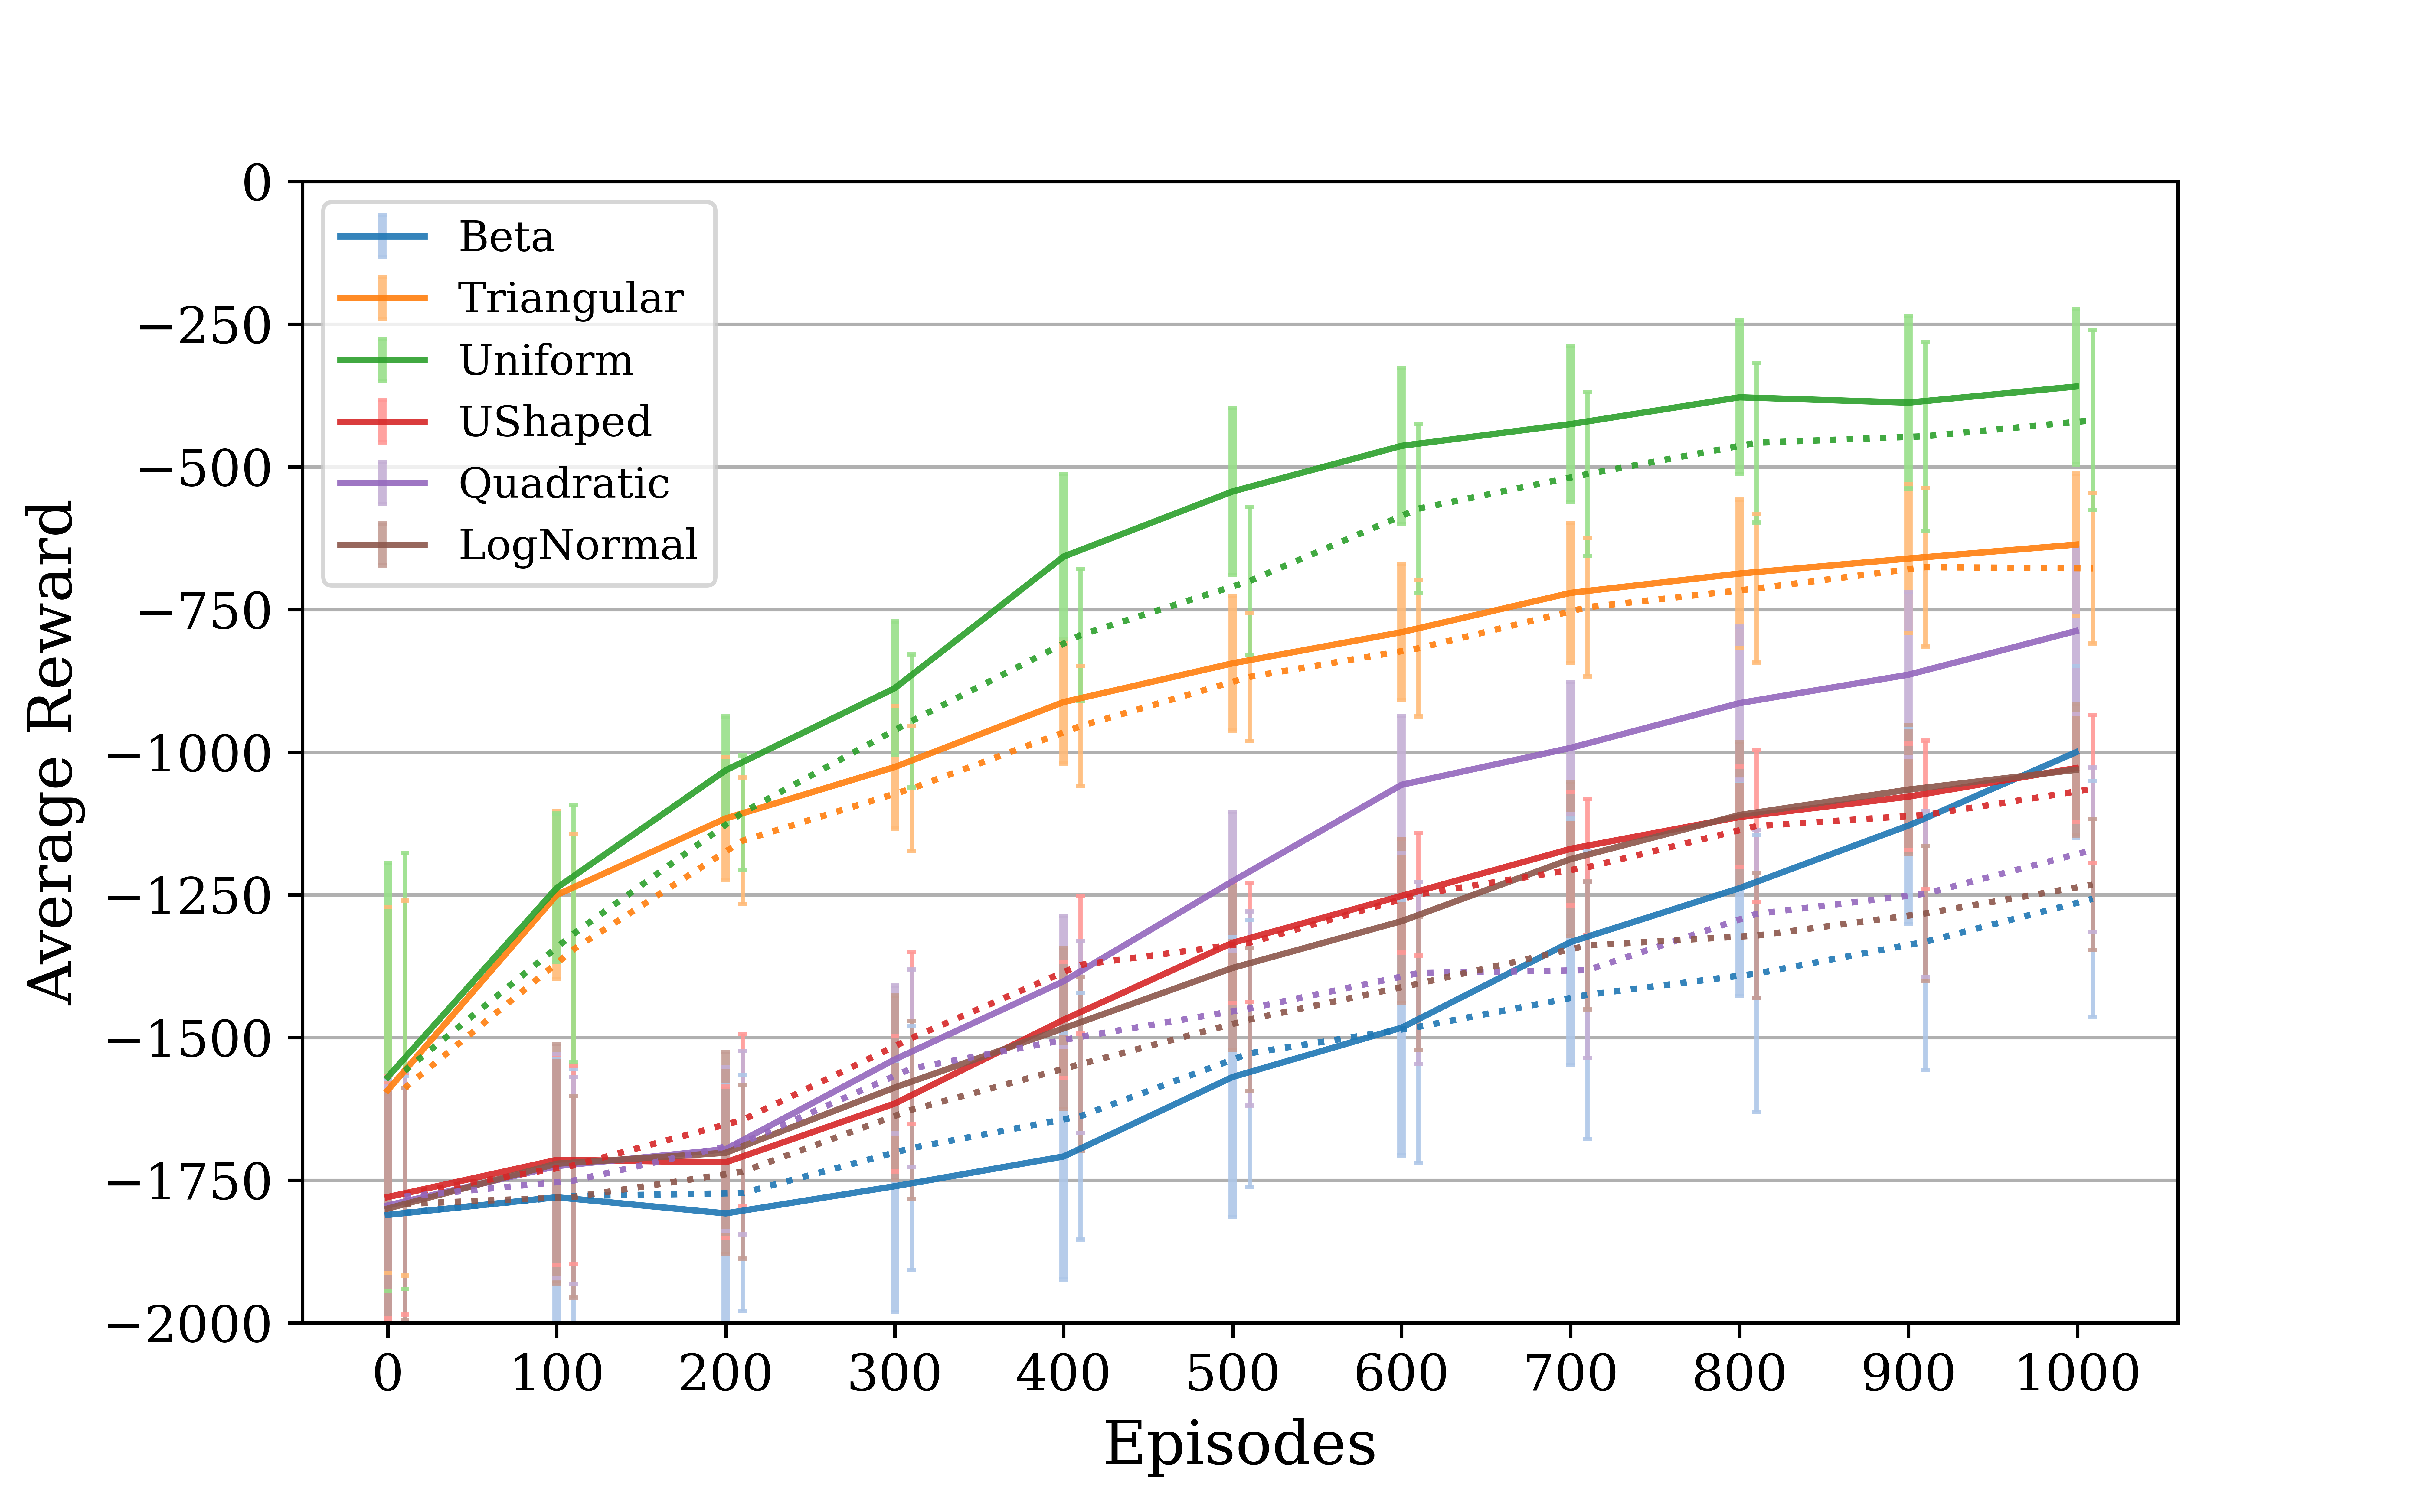 0
−250
−500
−750
−1000
−1250
−1500
−1750
−2000
Average Reward
Beta
Triangular
Uniform
UShaped
Quadratic
LogNormal
0 100 200 300 400 500 600 700 800 900 1000
Episodes